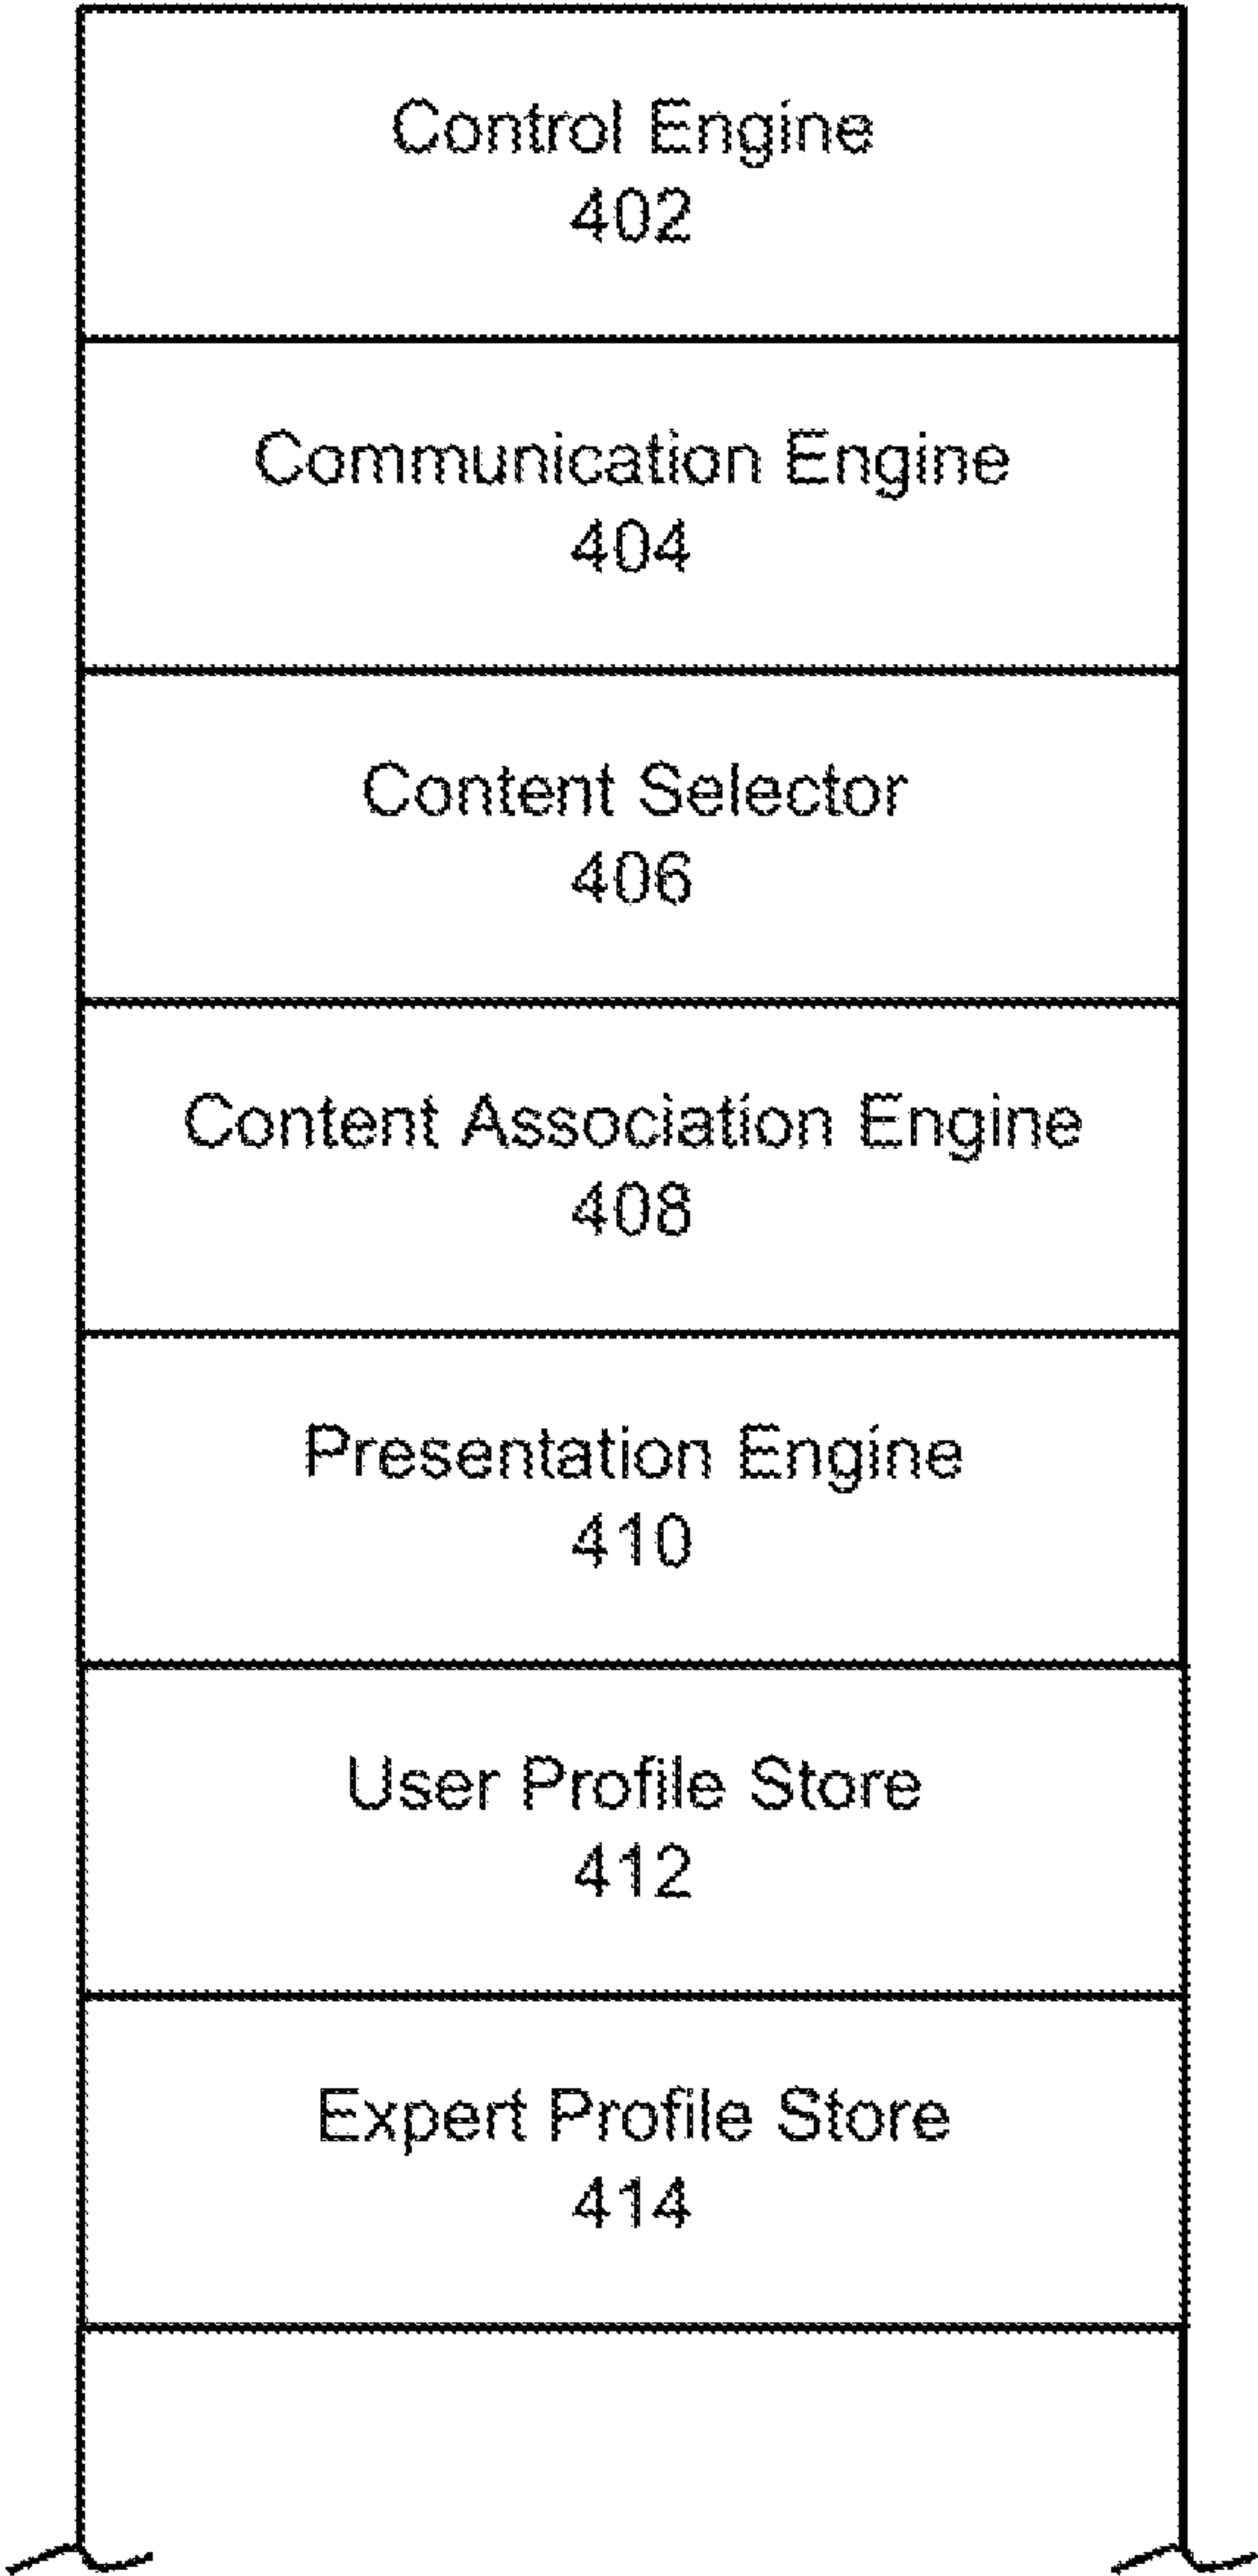 Control Engine
402
Communication Engine
404
Content Selector
406
Content Association Engine
408
Presentation Engine
410
User Profile Store
412
Expert Profile Store
414